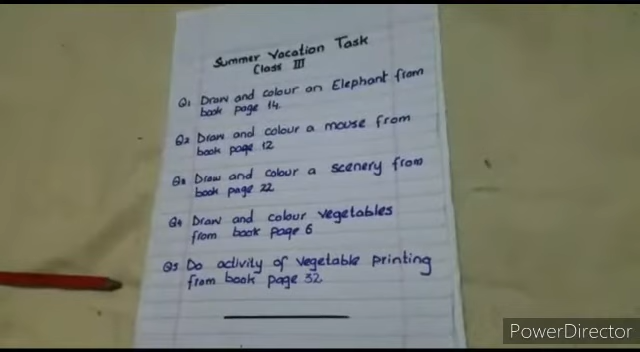 Summer Vacation Task
Class III
Q1 Draw and colour an Elephant from
book page 14.
Q2 Draw and colour a mouse from
book page 12
Q3 Draw and colour a scenery from
book page 22
Q4 Draw and colour vegetables
from book page 6
Q5 Do activity of vegetable printing
from book page 32
PowerDirector